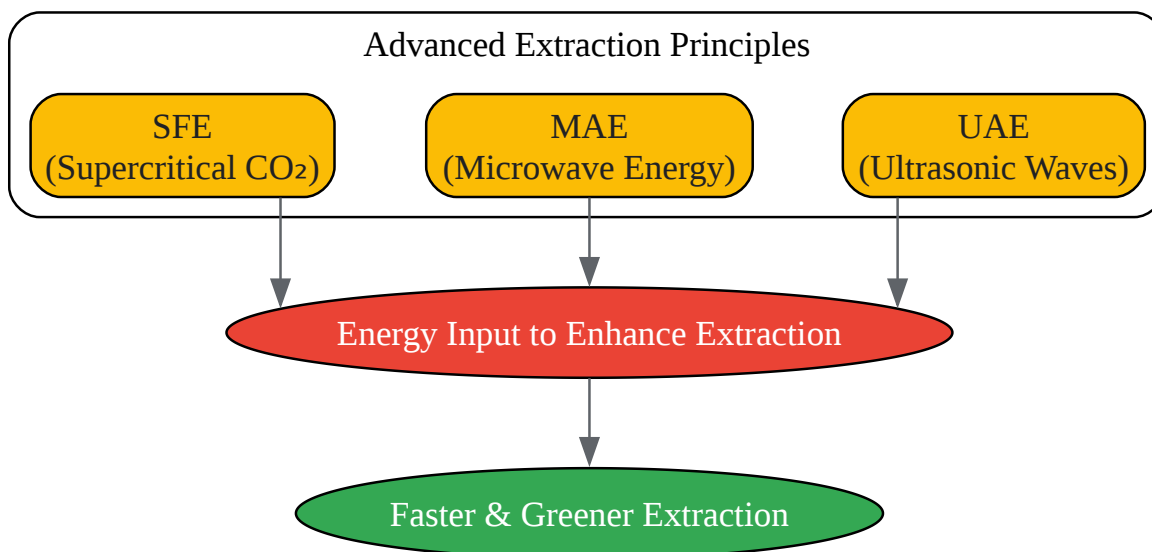 Advanced Extraction Principles
SFE
(Supercritical CO₂)
MAE
(Microwave Energy)
UAE
(Ultrasonic Waves)
Energy Input to Enhance Extraction
Faster & Greener Extraction